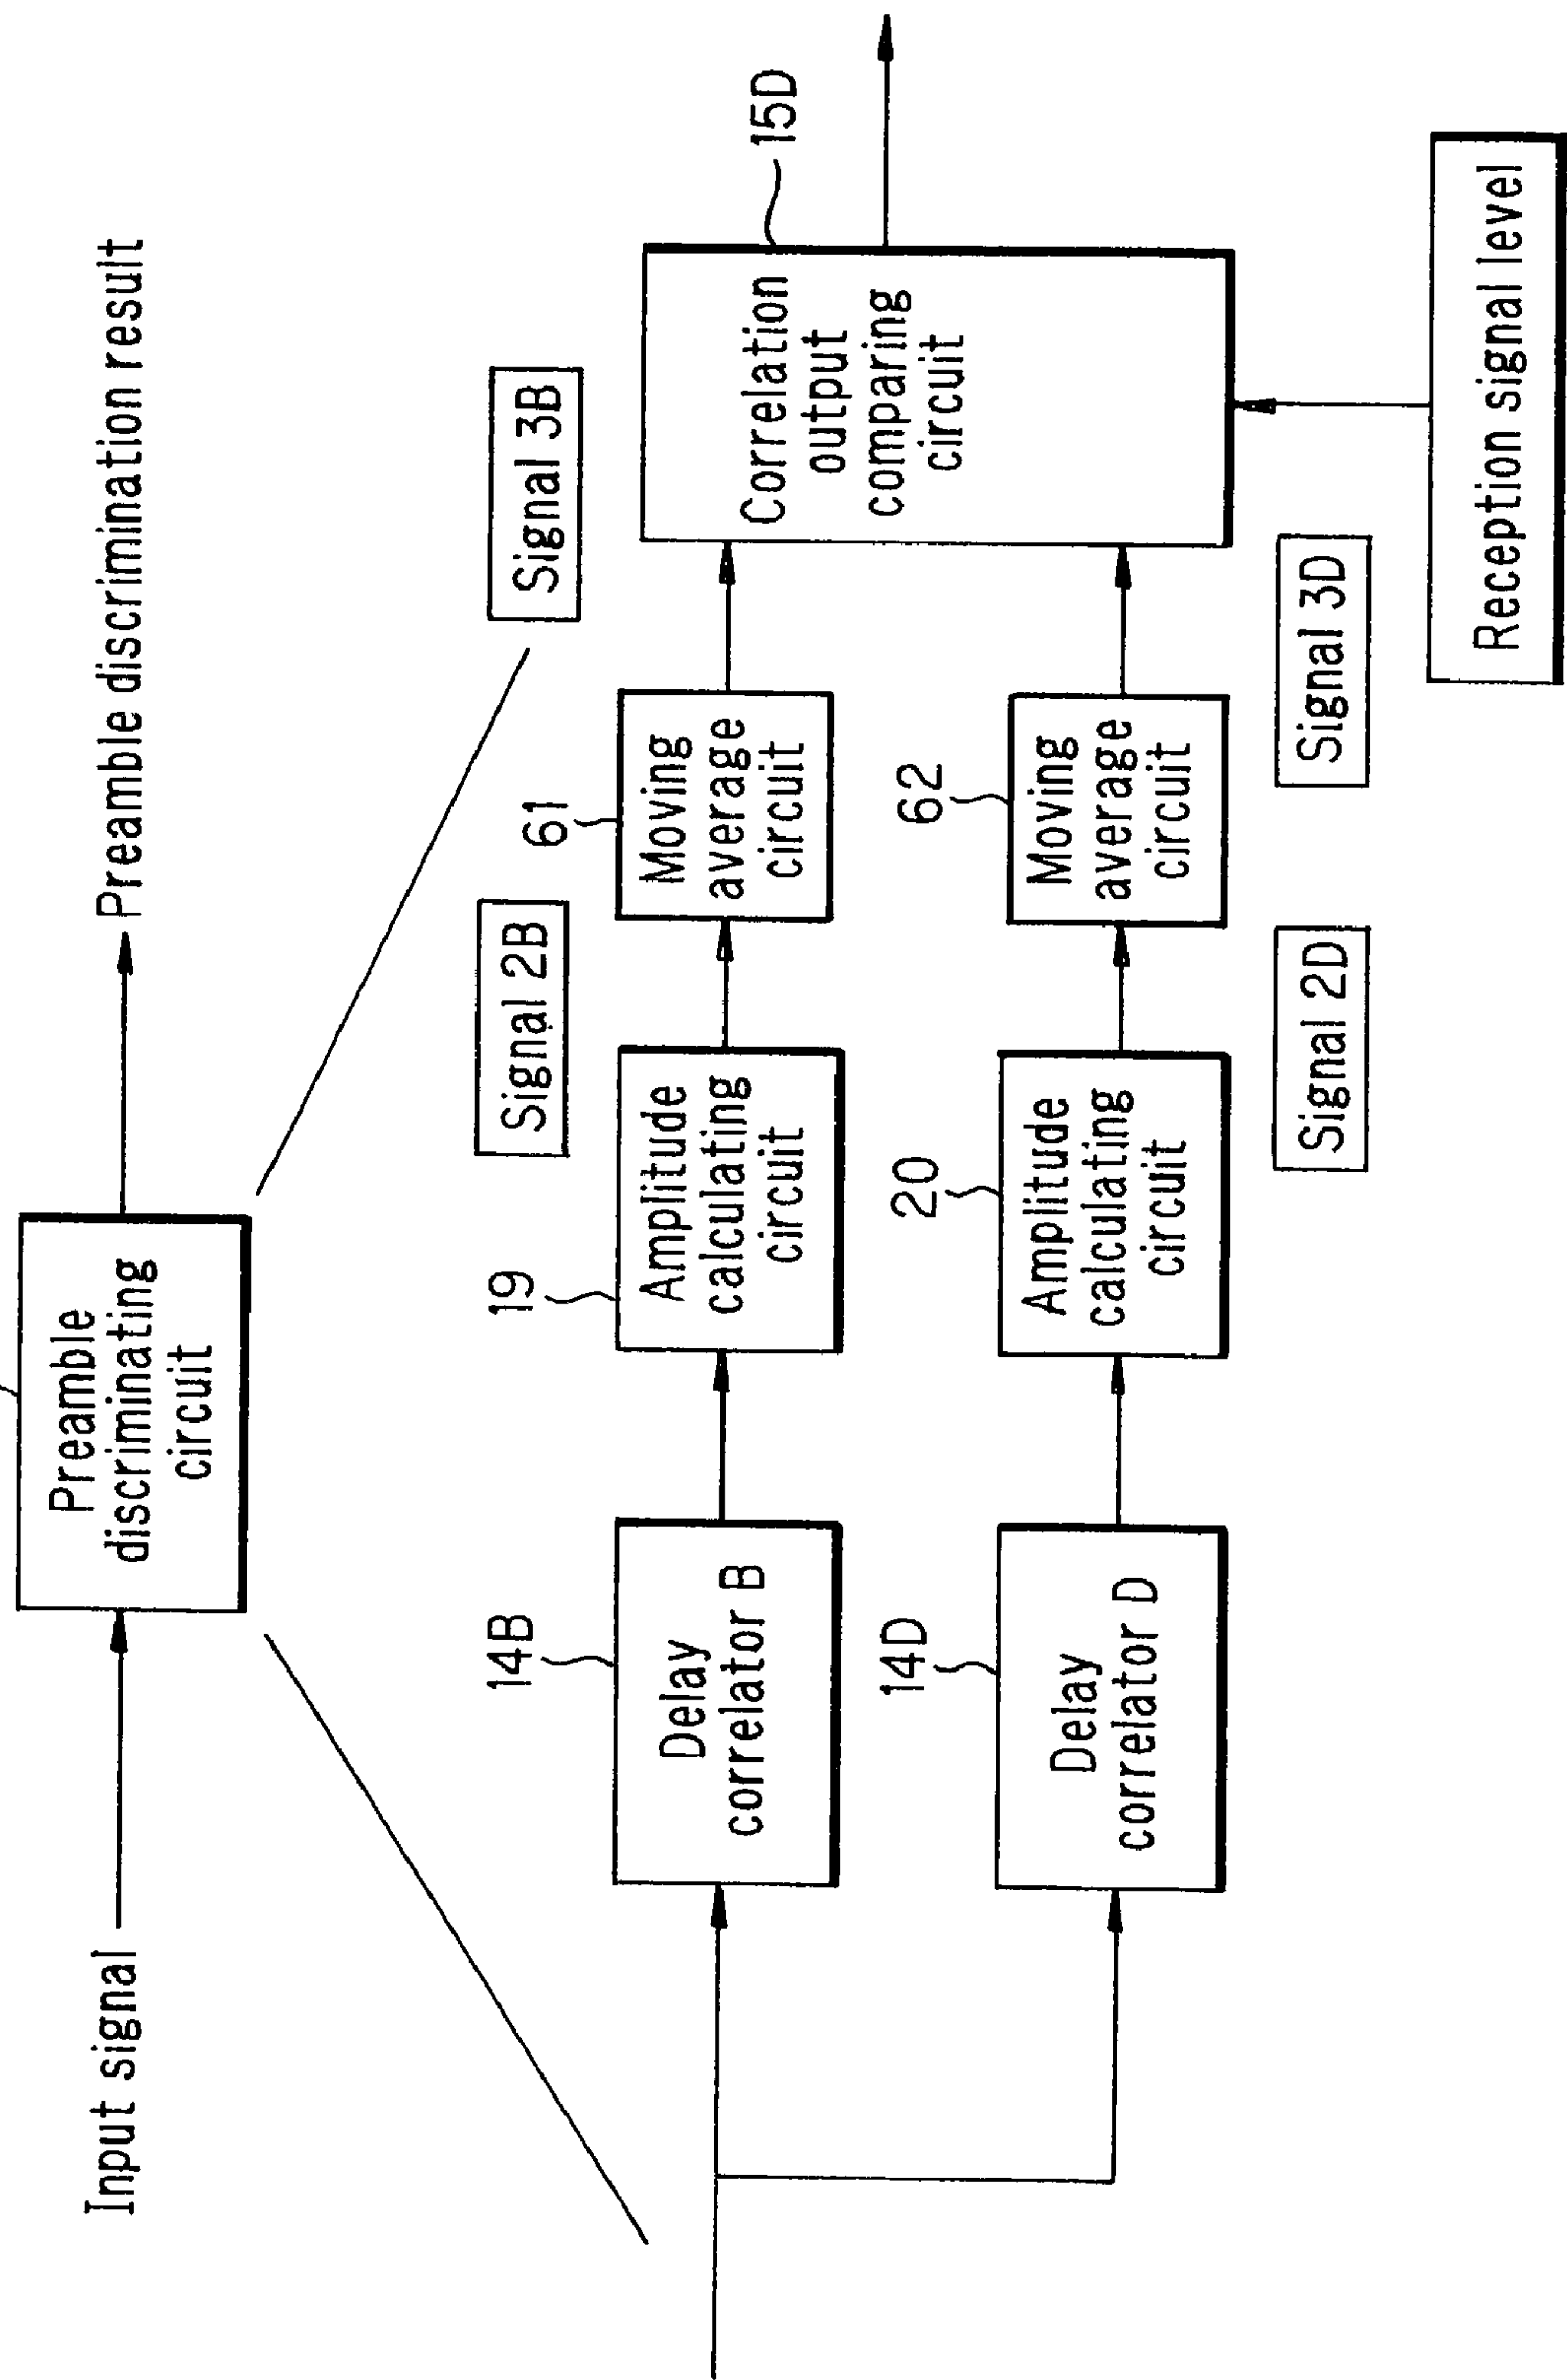 Input signal
Preamble
discriminating
circuit
Preamble discrimination result
14B
Delay
correlator B
19
Amplitude
calculating
circuit
Signal 2B
61
Moving
average
circuit
Signal 3B
Correlation
output
comparing
circuit
15D
14D
Delay
correlator D
20
Amplitude
calculating
circuit
Signal 2D
62
Moving
average
circuit
Signal 3D
Reception signal level